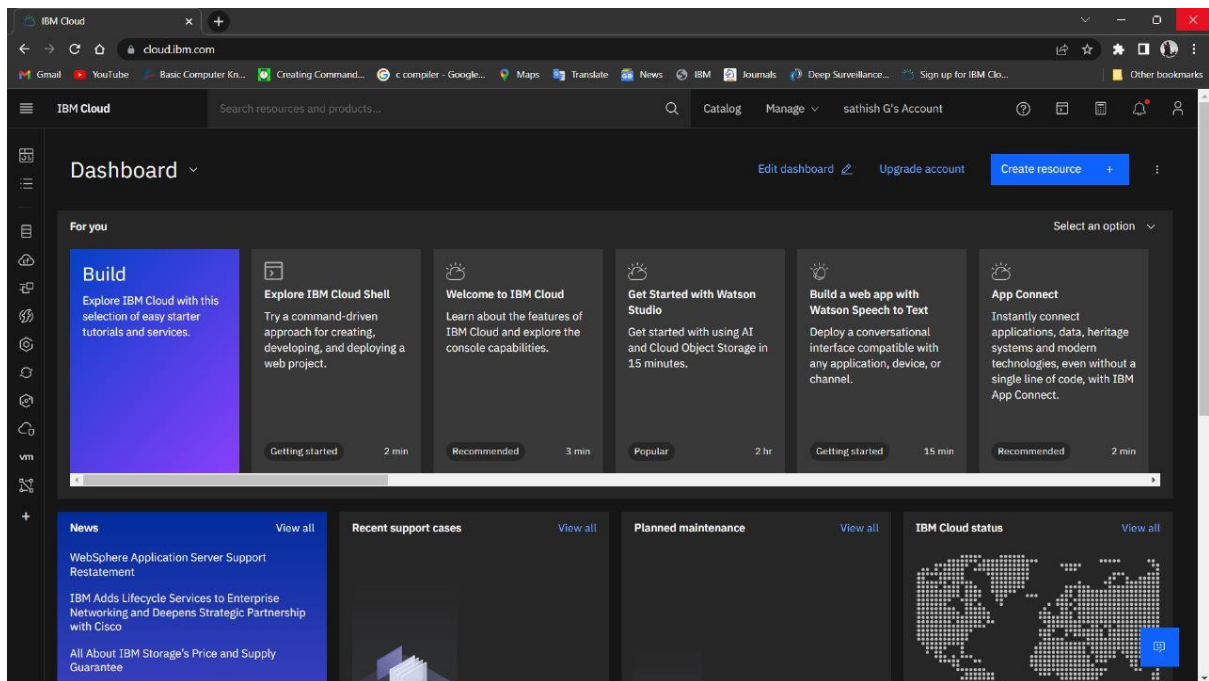 IBM Cloud
cloud.ibm.com
Gmail YouTube Basic Computer Kn... Creating Command... c compiler - Google... Maps Translate News IBM Journals Deep Surveillance... Sign up for IBM Clo... Other bookmarks
IBM Cloud Search resources and products... Catalog Manage sathish G's Account
Dashboard Edit dashboard Upgrade account Create resource +
For you Select an option
Build
Explore IBM Cloud with this
selection of easy starter
tutorials and services.
Explore IBM Cloud Shell
Try a command-driven
approach for creating,
developing, and deploying a
web project.
Getting started 2 min
Welcome to IBM Cloud
Learn about the features of
IBM Cloud and explore the
console capabilities.
Recommended 3 min
Get Started with Watson
Studio
Get started with using AI
and Cloud Object Storage in
15 minutes.
Popular 2 hr
Build a web app with
Watson Speech to Text
Deploy a conversational
interface compatible with
any application, device, or
channel.
Getting started 15 min
App Connect
Instantly connect
applications, data, heritage
systems and modern
technologies, even without a
single line of code, with IBM
App Connect.
Recommended 2 min
vm
News View all
WebSphere Application Server Support
Restatement
IBM Adds Lifecycle Services to Enterprise
Networking and Deepens Strategic Partnership
with Cisco
All About IBM Storage's Price and Supply
Guarantee
Recent support cases View all
Planned maintenance View all
IBM Cloud status View all